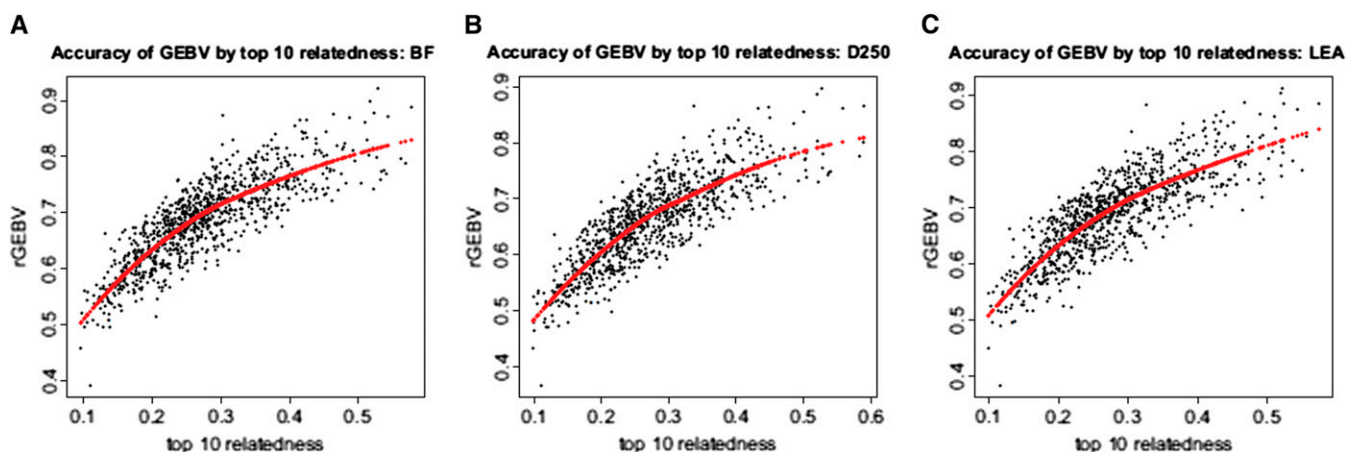 A
B
C
Accuracy of GEBV by top 10 relatedness: BF
Accuracy of GEBV by top 10 relatedness: D250
Accuracy of GEBV by top 10 relatedness: LEA
rGEBV
0.9
0.8
0.7
0.6
0.5
0.4
0.1 0.2 0.3 0.4 0.5
top 10 relatedness
rGEBV
0.9
0.8
0.7
0.6
0.5
0.4
0.1 0.2 0.3 0.4 0.5 0.6
top 10 relatedness
rGEBV
0.9
0.8
0.7
0.6
0.5
0.4
0.1 0.2 0.3 0.4 0.5
top 10 relatedness